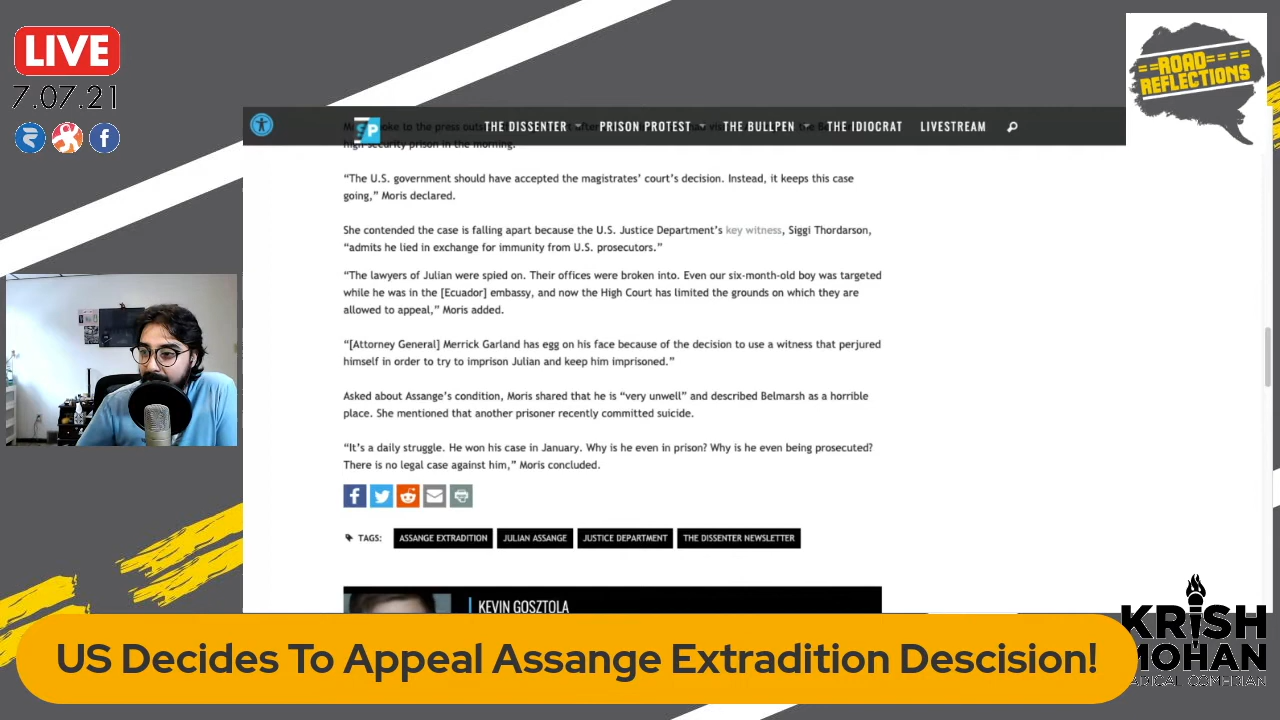 LIVE
7.07.21
==ROAD====
REFLECTIONS
SP
THE DISSENTER
PRISON PROTEST
THE BULLPEN
THE IDIOCRAT
LIVESTREAM
high security prison in the morning.
“The U.S. government should have accepted the magistrates’ court’s decision. Instead, it keeps this case
going,” Moris declared.
She contended the case is falling apart because the U.S. Justice Department’s key witness, Siggi Thordarson,
“admits he lied in exchange for immunity from U.S. prosecutors.”
“The lawyers of Julian were spied on. Their offices were broken into. Even our six-month-old boy was targeted
while he was in the [Ecuador] embassy, and now the High Court has limited the grounds on which they are
allowed to appeal,” Moris added.
“[Attorney General] Merrick Garland has egg on his face because of the decision to use a witness that perjured
himself in order to try to imprison Julian and keep him imprisoned.”
Asked about Assange’s condition, Moris shared that he is “very unwell” and described Belmarsh as a horrible
place. She mentioned that another prisoner recently committed suicide.
“It’s a daily struggle. He won his case in January. Why is he even in prison? Why is he even being prosecuted?
There is no legal case against him,” Moris concluded.
TAGS: ASSANGE EXTRADITION JULIAN ASSANGE JUSTICE DEPARTMENT THE DISSENTER NEWSLETTER
KEVIN GOSZTOLA
US Decides To Appeal Assange Extradition Descision!
KRISH
MOHAN
RADICAL COMEDIAN